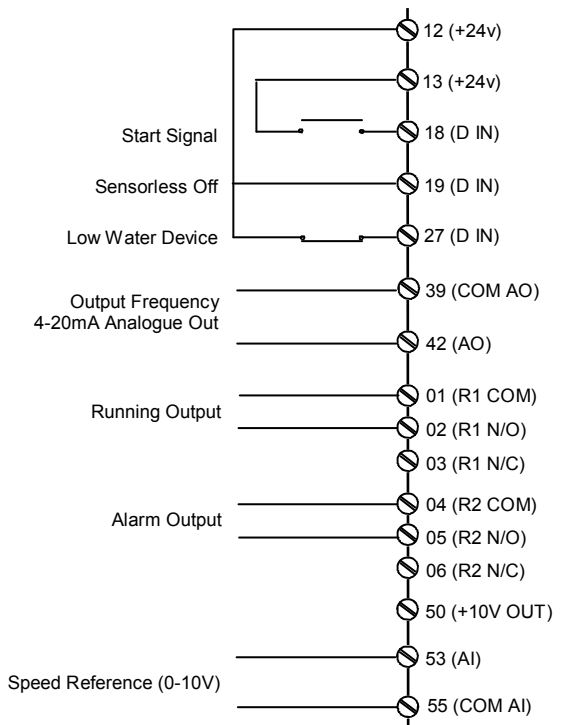 12 (+24v)
13 (+24v)
Start Signal
18 (D IN)
Sensorless Off
19 (D IN)
Low Water Device
27 (D IN)
Output Frequency
4-20mA Analogue Out
39 (COM AO)
42 (AO)
Running Output
01 (R1 COM)
02 (R1 N/O)
03 (R1 N/C)
Alarm Output
04 (R2 COM)
05 (R2 N/O)
06 (R2 N/C)
50 (+10V OUT)
Speed Reference (0-10V)
53 (AI)
55 (COM AI)